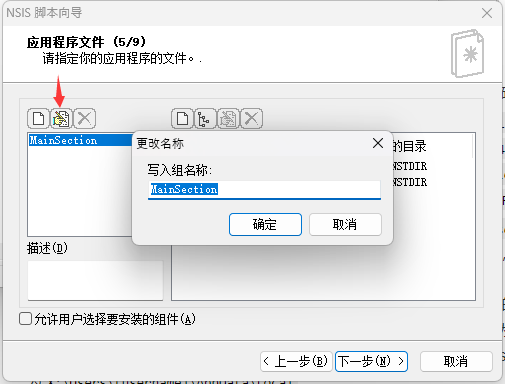 NSIS 脚本向导
应用程序文件 (5/9)
请指定你的应用程序的文件。.
MainSection
的目录
NSTDIR
NSTDIR
更改名称
写入组名称:
MainSection
确定
取消
描述(D)
允许用户选择要安装的组件(A)
< 上一步(B)
下一步(N) >
取消